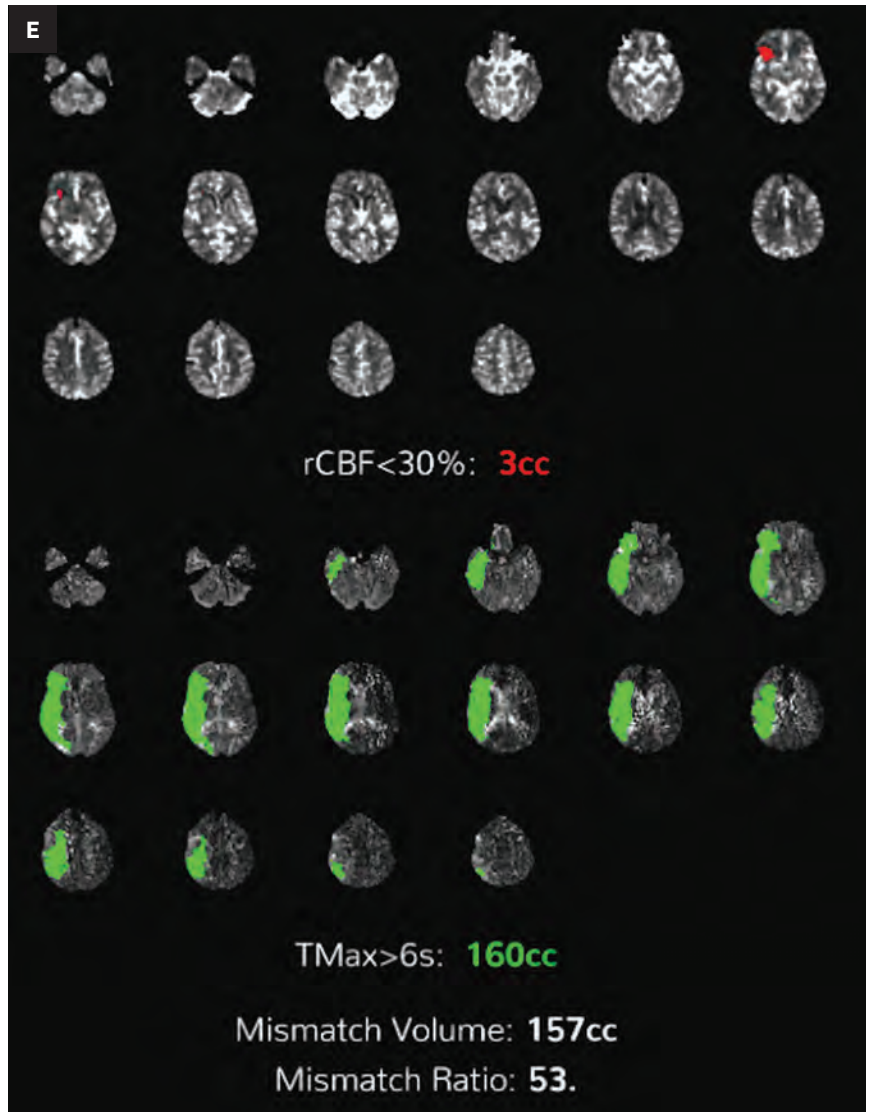 E
rCBF<30%: 3cc
TMax>6s: 160cc
Mismatch Volume: 157cc
Mismatch Ratio: 53.